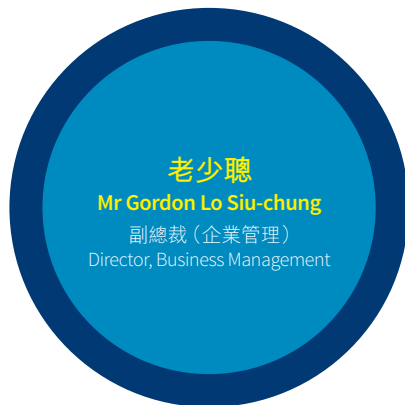 老少聰
Mr Gordon Lo Siu-chung
副總裁（企業管理）
Director, Business Management